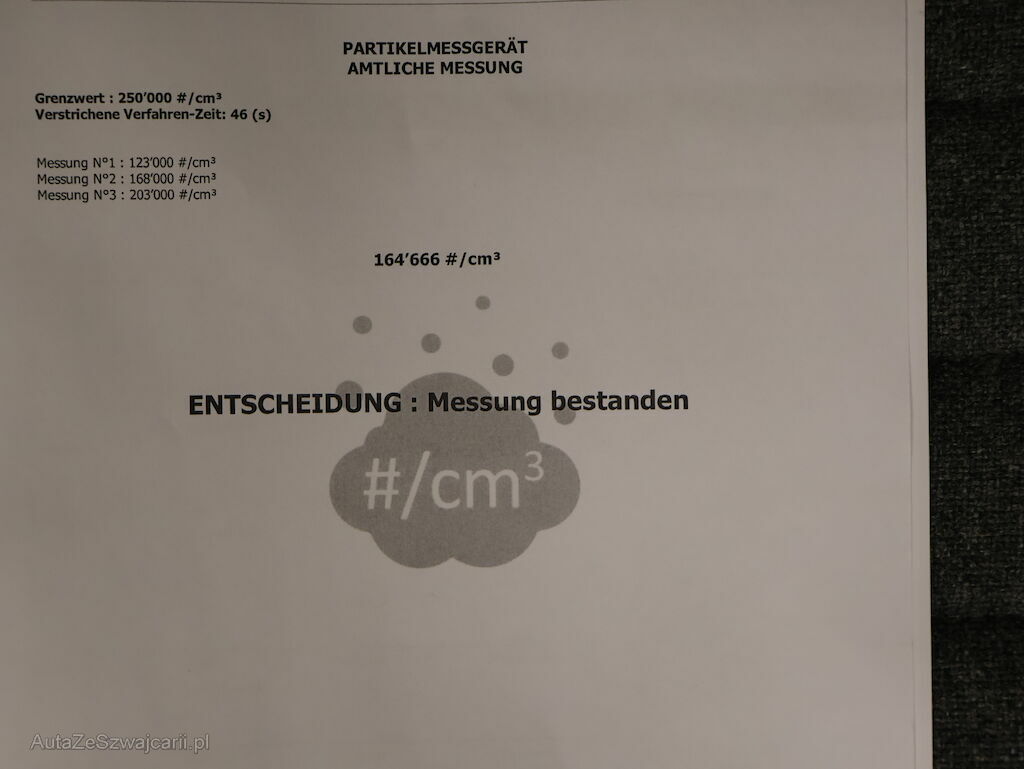 PARTIKELMESSGERÄT
AMTLICHE MESSUNG
Grenzwert : 250’000 #/cm³
Verstrichene Verfahren-Zeit: 46 (s)
Messung N°1 : 123’000 #/cm³
Messung N°2 : 168’000 #/cm³
Messung N°3 : 203’000 #/cm³
164’666 #/cm³
ENTSCHEIDUNG : Messung bestanden
#/cm³
AutaZeSzwajcarii.pl